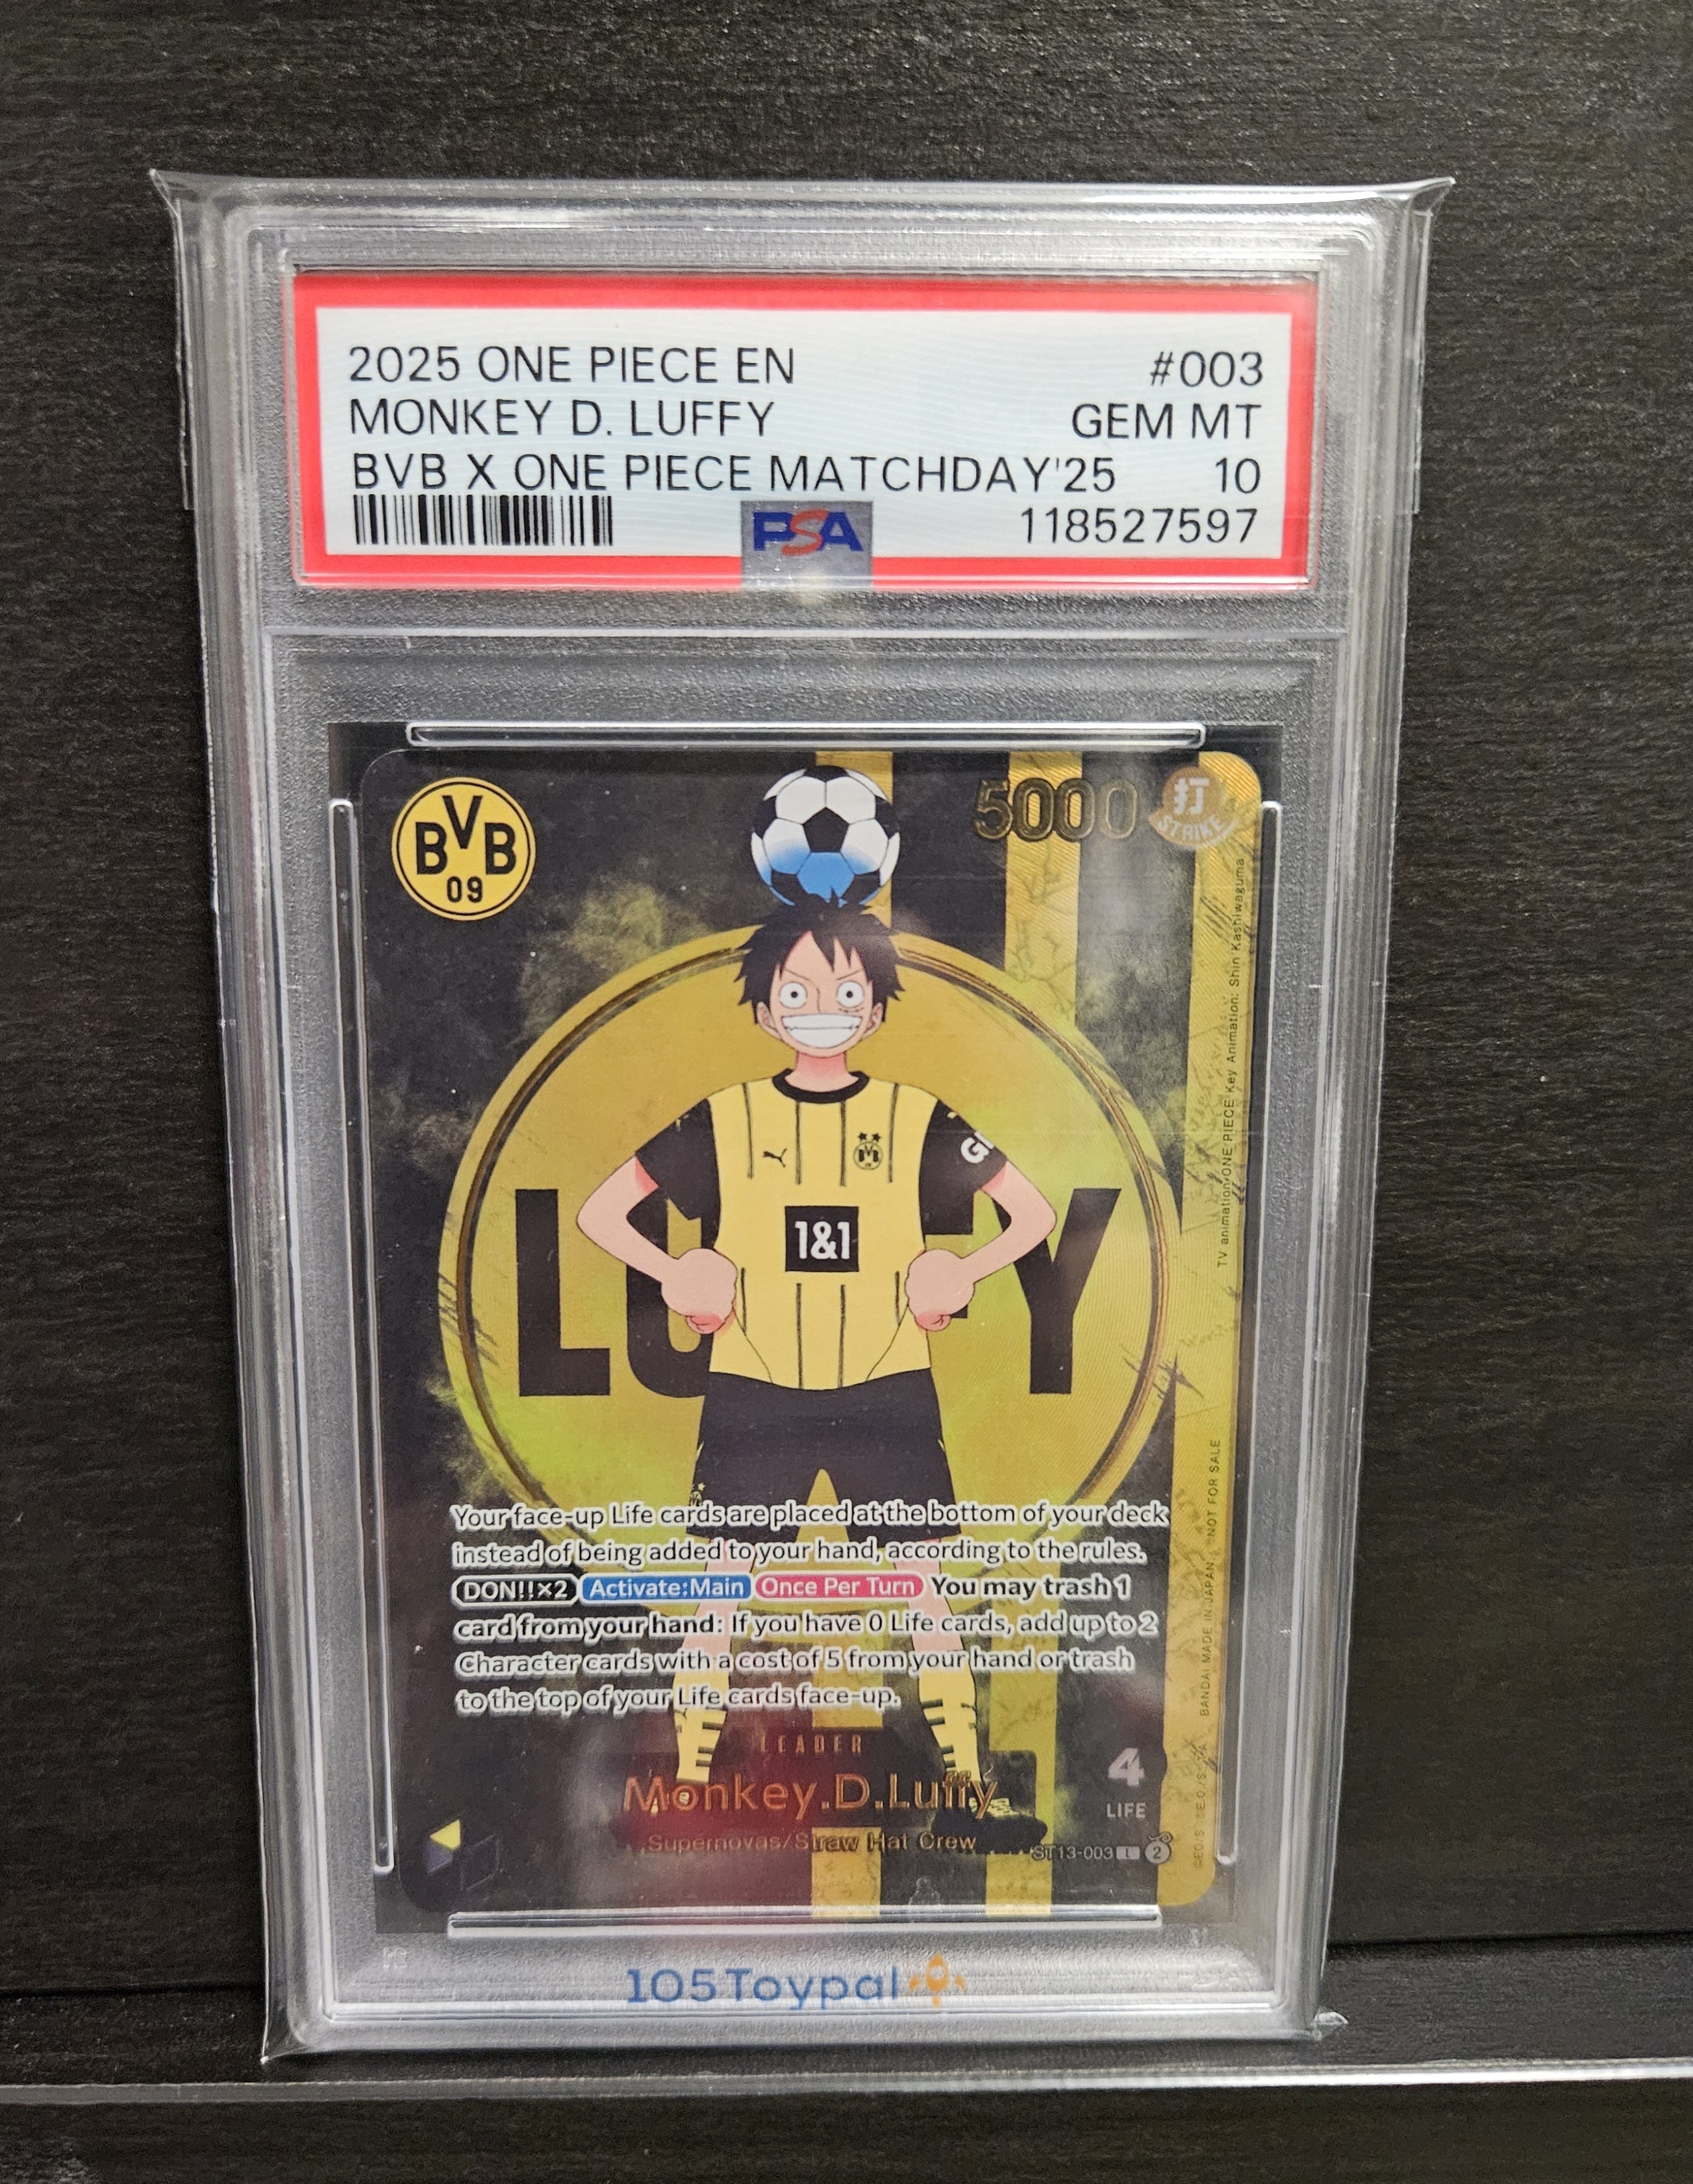 2025 ONE PIECE EN #003
MONKEY D. LUFFY GEM MT
BVB X ONE PIECE MATCHDAY'25 10
PSA 118527597
BVB
09
5000
打
STRIKE
TV animation/ONE PIECE Key Animation: Shin Kashiwaguma
BVB
GI
1&1
LU FY
Your face-up Life cards are placed at the bottom of your deck
instead of being added to your hand, according to the rules.
DON!!×2 Activate:Main Once Per Turn You may trash 1
card from your hand: If you have 0 Life cards, add up to 2
Character cards with a cost of 5 from your hand or trash
to the top of your Life cards face-up.
BANDAI MADE IN JAPAN. NOT FOR SALE
LEADER
Monkey.D.Luffy
4
LIFE
Supernovas/Straw Hat Crew
ST13-003 L 2
105Toypal